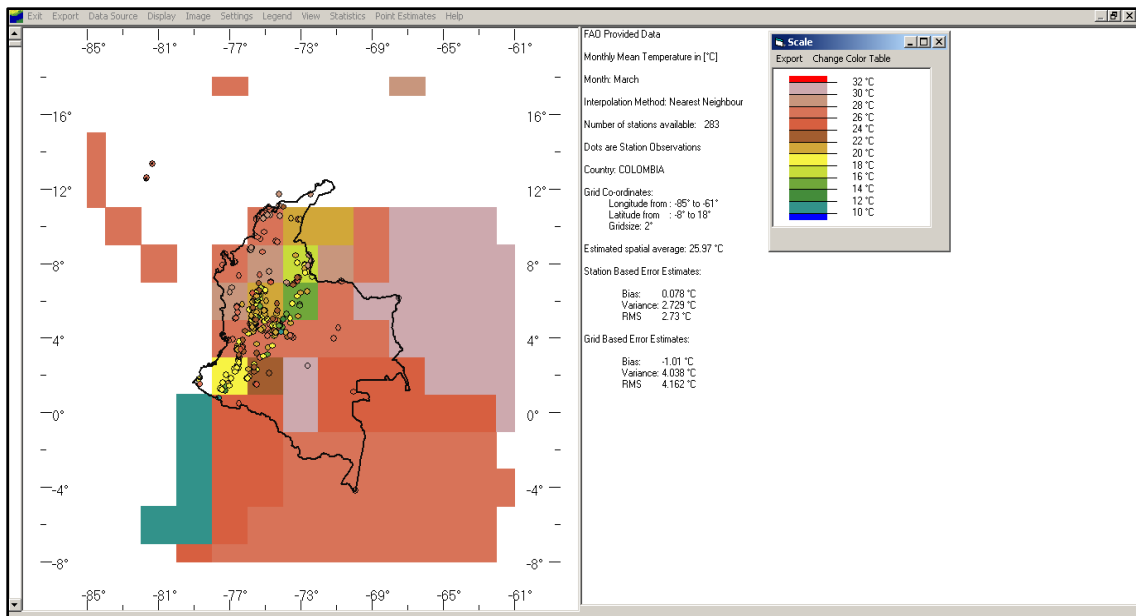 Exit Export Data Source Display Image Settings Legend View Statistics Point Estimates Help
-85° -81° -77° -73° -69° -65° -61°
16° 16°
12° 12°
8° 8°
4° 4°
0° 0°
-4° -4°
-8° -8°
-85° -81° -77° -73° -69° -65° -61°
FAO Provided Data
Monthly Mean Temperature in [°C]
Month: March
Interpolation Method: Nearest Neighbour
Number of stations available: 283
Dots are Station Observations
Country: COLOMBIA
Grid Co-ordinates:
Longitude from : -85° to -61°
Latitude from : -8° to 18°
Gridsize: 2°
Estimated spatial average: 25.97 °C
Station Based Error Estimates:
Bias: 0.078 °C
Variance: 2.729 °C
RMS 2.73 °C
Grid Based Error Estimates:
Bias: -1.01 °C
Variance: 4.038 °C
RMS 4.162 °C
Scale
Export Change Color Table
32 °C
30 °C
28 °C
26 °C
24 °C
22 °C
20 °C
18 °C
16 °C
14 °C
12 °C
10 °C